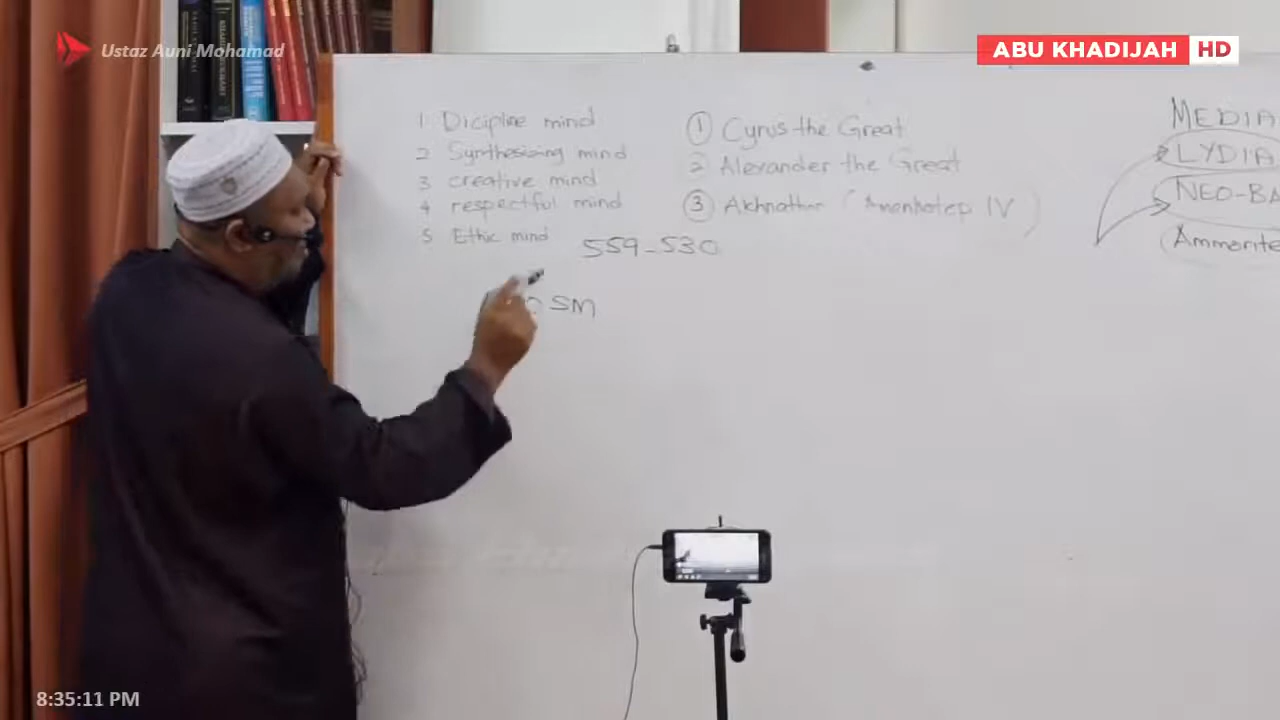 Ustaz Auni Mohamad
ABU KHADIJAH HD
1 Dicipline mind
2 Synthesizing mind
3 creative mind
4 respectful mind
5 Ethic mind
1 Cyrus the Great
2 Alexander the Great
3 Akhnathun (Amenhotep IV)
559-530
SM
MEDIA
LYDIA
NEO-BA
Ammonite
8:35:11 PM